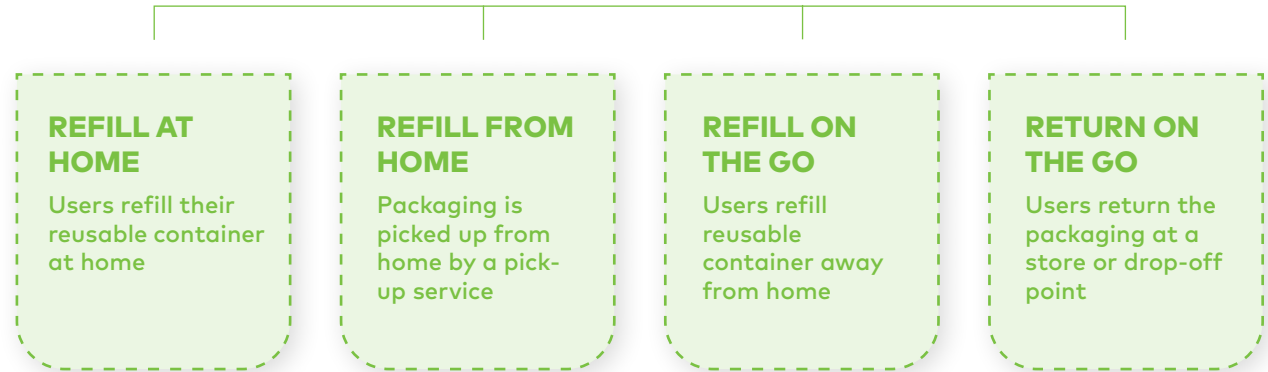 REFILL AT
HOME
Users refill their
reusable container
at home
REFILL FROM
HOME
Packaging is
picked up from
home by a pick-
up service
REFILL ON
THE GO
Users refill
reusable
container away
from home
RETURN ON
THE GO
Users return the
packaging at a
store or drop-off
point